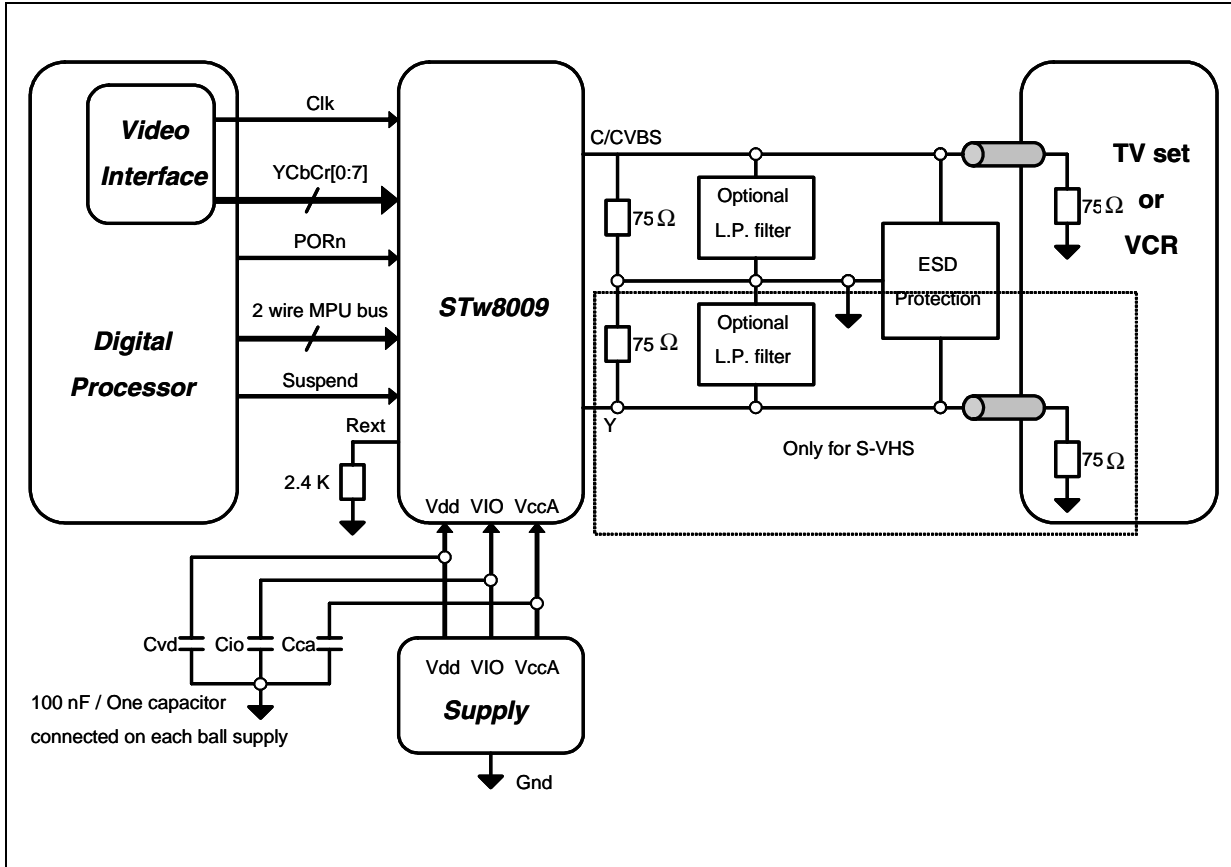 Video
Interface
Digital
Processor
Clk
YCbCr[0:7]
PORn
2 wire MPU bus
Suspend
Rext
2.4 K
STw8009
Vdd VIO VccA
C/CVBS
75 Ω
Optional
L.P. filter
75 Ω
Optional
L.P. filter
ESD
Protection
Y
Only for S-VHS
TV set
or
VCR
75 Ω
75 Ω
Cvd
Cio
Cca
100 nF / One capacitor
connected on each ball supply
Vdd VIO VccA
Supply
Gnd